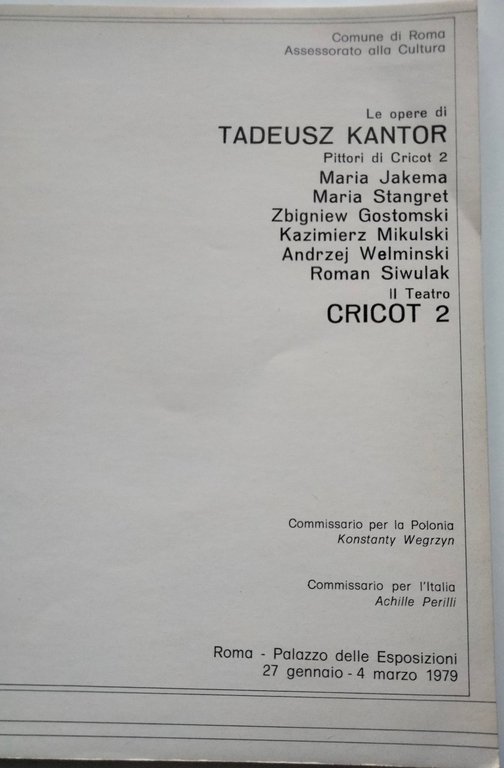 Comune di Roma
Assessorato alla Cultura
Le opere di
TADEUSZ KANTOR
Pittori di Cricot 2
Maria Jakema
Maria Stangret
Zbigniew Gostomski
Kazimierz Mikulski
Andrzej Welminski
Roman Siwulak
Il Teatro
CRICOT 2
Commissario per la Polonia
Konstanty Wegrzyn
Commissario per l'Italia
Achille Perilli
Roma - Palazzo delle Esposizioni
27 gennaio - 4 marzo 1979